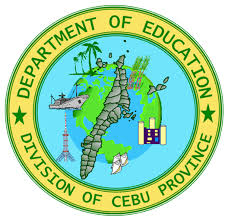 DEPARTMENT OF EDUCATION
DIVISION OF CEBU PROVINCE